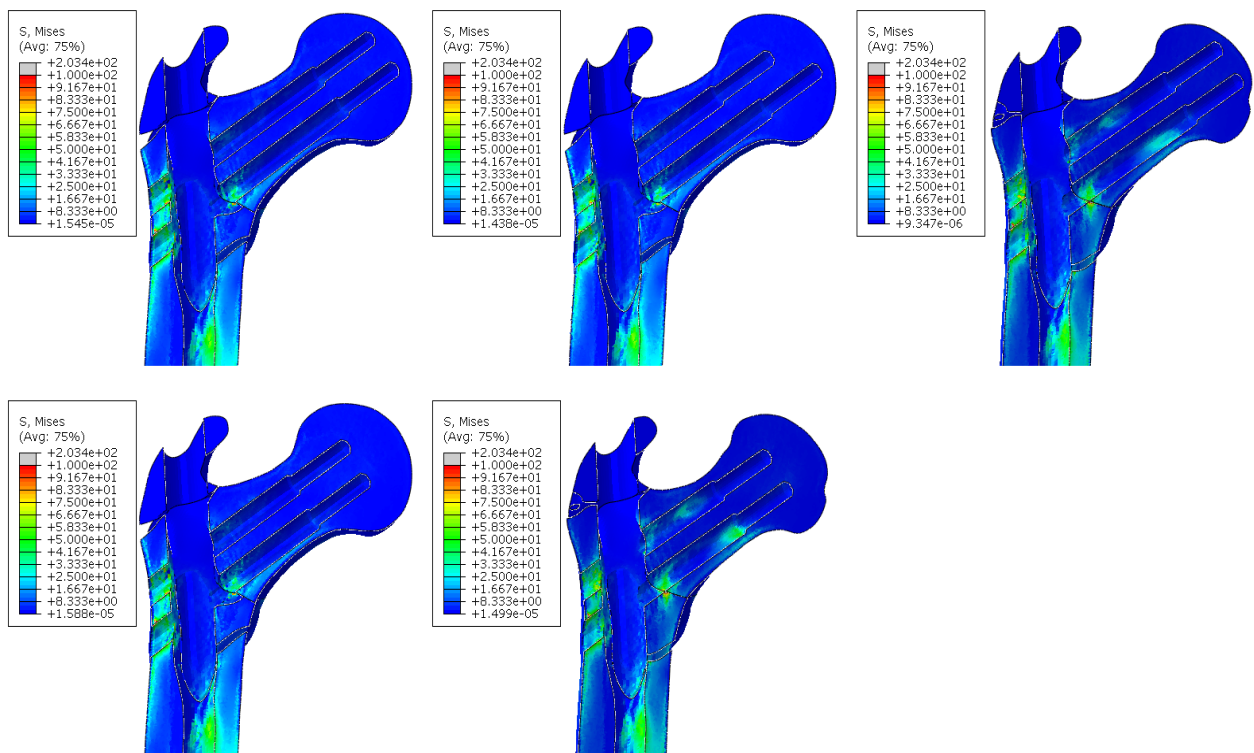 S, Mises
(Avg: 75%)
+2.034e+02
+1.000e+02
+9.167e+01
+8.333e+01
+7.500e+01
+6.667e+01
+5.833e+01
+5.000e+01
+4.167e+01
+3.333e+01
+2.500e+01
+1.667e+01
+8.333e+00
+1.545e-05
S, Mises
(Avg: 75%)
+2.034e+02
+1.000e+02
+9.167e+01
+8.333e+01
+7.500e+01
+6.667e+01
+5.833e+01
+5.000e+01
+4.167e+01
+3.333e+01
+2.500e+01
+1.667e+01
+8.333e+00
+1.438e-05
S, Mises
(Avg: 75%)
+2.034e+02
+1.000e+02
+9.167e+01
+8.333e+01
+7.500e+01
+6.667e+01
+5.833e+01
+5.000e+01
+4.167e+01
+3.333e+01
+2.500e+01
+1.667e+01
+8.333e+00
+9.347e-06
S, Mises
(Avg: 75%)
+2.034e+02
+1.000e+02
+9.167e+01
+8.333e+01
+7.500e+01
+6.667e+01
+5.833e+01
+5.000e+01
+4.167e+01
+3.333e+01
+2.500e+01
+1.667e+01
+8.333e+00
+1.588e-05
S, Mises
(Avg: 75%)
+2.034e+02
+1.000e+02
+9.167e+01
+8.333e+01
+7.500e+01
+6.667e+01
+5.833e+01
+5.000e+01
+4.167e+01
+3.333e+01
+2.500e+01
+1.667e+01
+8.333e+00
+1.499e-05